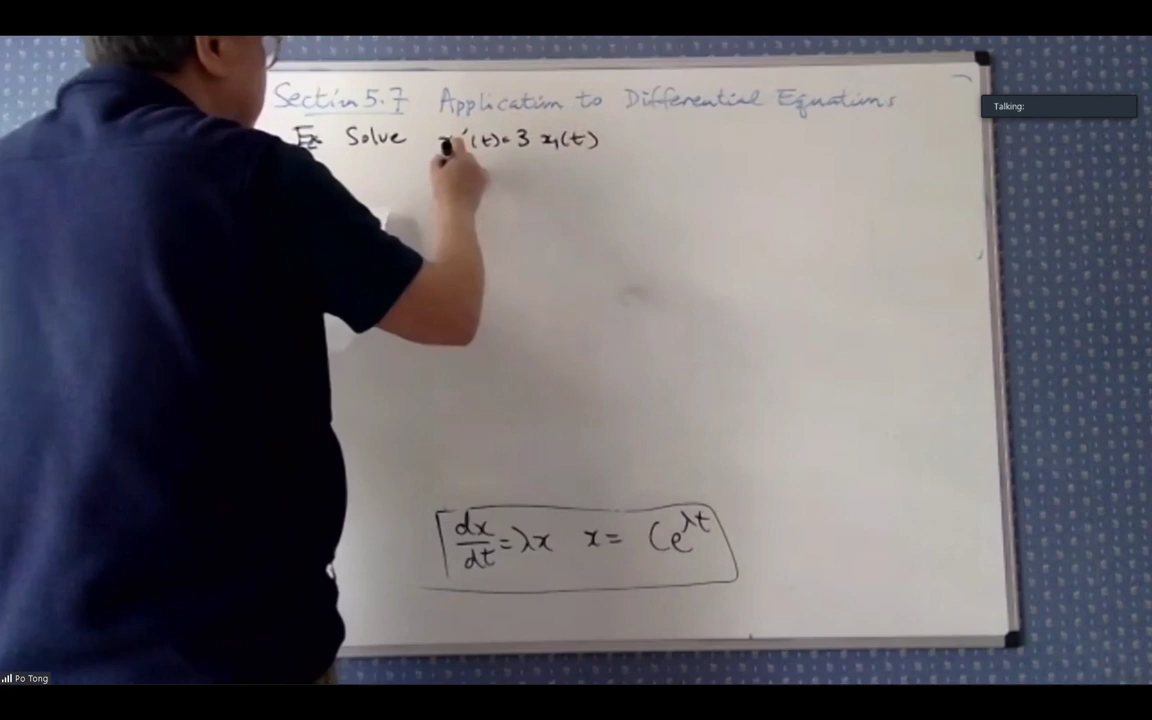 Section 5.7 Application to Differential Equations
Talking:
Ex Solve x₁'(t) = 3 x₁(t)
dx/dt = λx x = Ce^λt
Po Tong